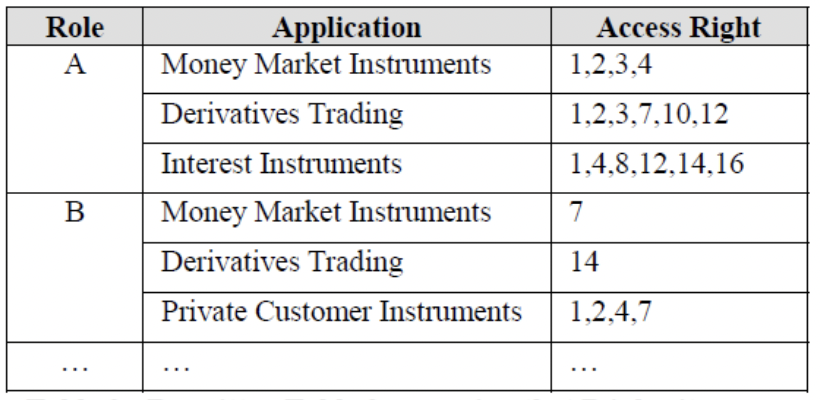 Role Application Access Right
A Money Market Instruments 1,2,3,4
Derivatives Trading 1,2,3,7,10,12
Interest Instruments 1,4,8,12,14,16
B Money Market Instruments 7
Derivatives Trading 14
Private Customer Instruments 1,2,4,7
… … …